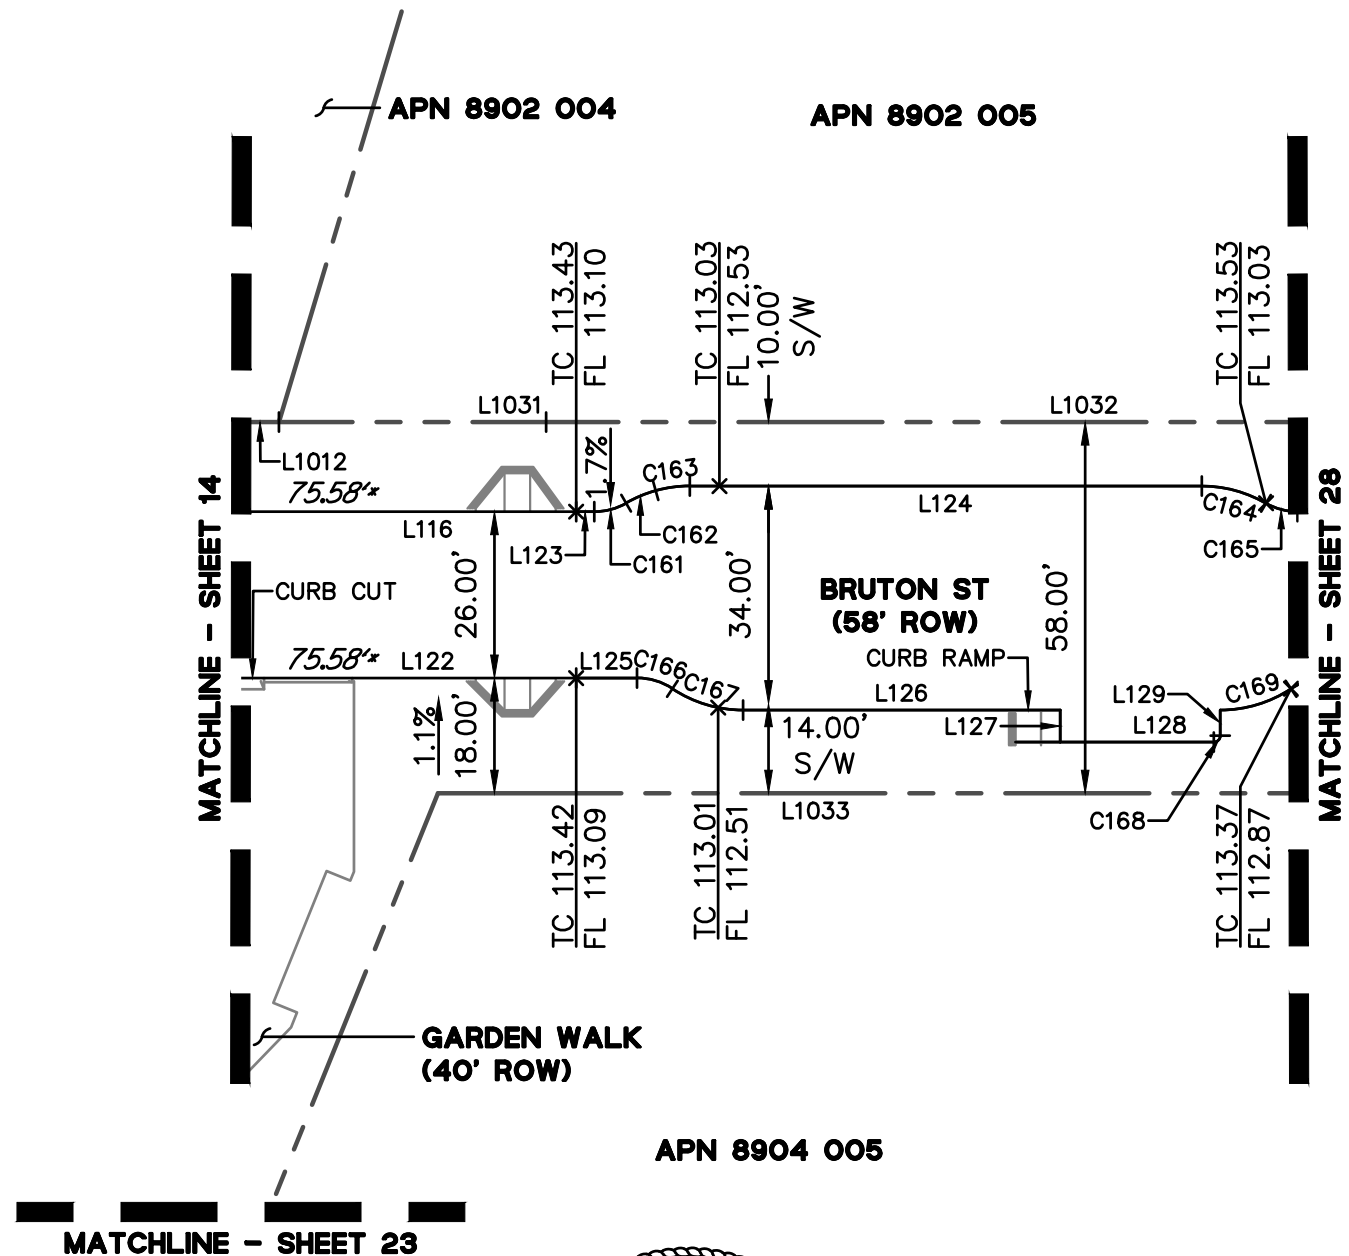 APN 8902 004
APN 8902 005
TC 113.43
FL 113.10
TC 113.03
FL 112.53
10.00'
S/W
TC 113.53
FL 113.03
L1031
L1032
L1012
75.58'*
1.7%
C163
L116
L123
C162
C161
L124
C164
C165
MATCHLINE - SHEET 14
MATCHLINE - SHEET 28
CURB CUT
26.00'
34.00'
BRUTON ST
(58' ROW)
58.00'
75.58'*
L122
L125
C166
C167
CURB RAMP
L126
L127
L128
L129
C169
1.1%
18.00'
14.00'
S/W
L1033
C168
TC 113.42
FL 113.09
TC 113.01
FL 112.51
TC 113.37
FL 112.87
GARDEN WALK
(40' ROW)
APN 8904 005
MATCHLINE - SHEET 23